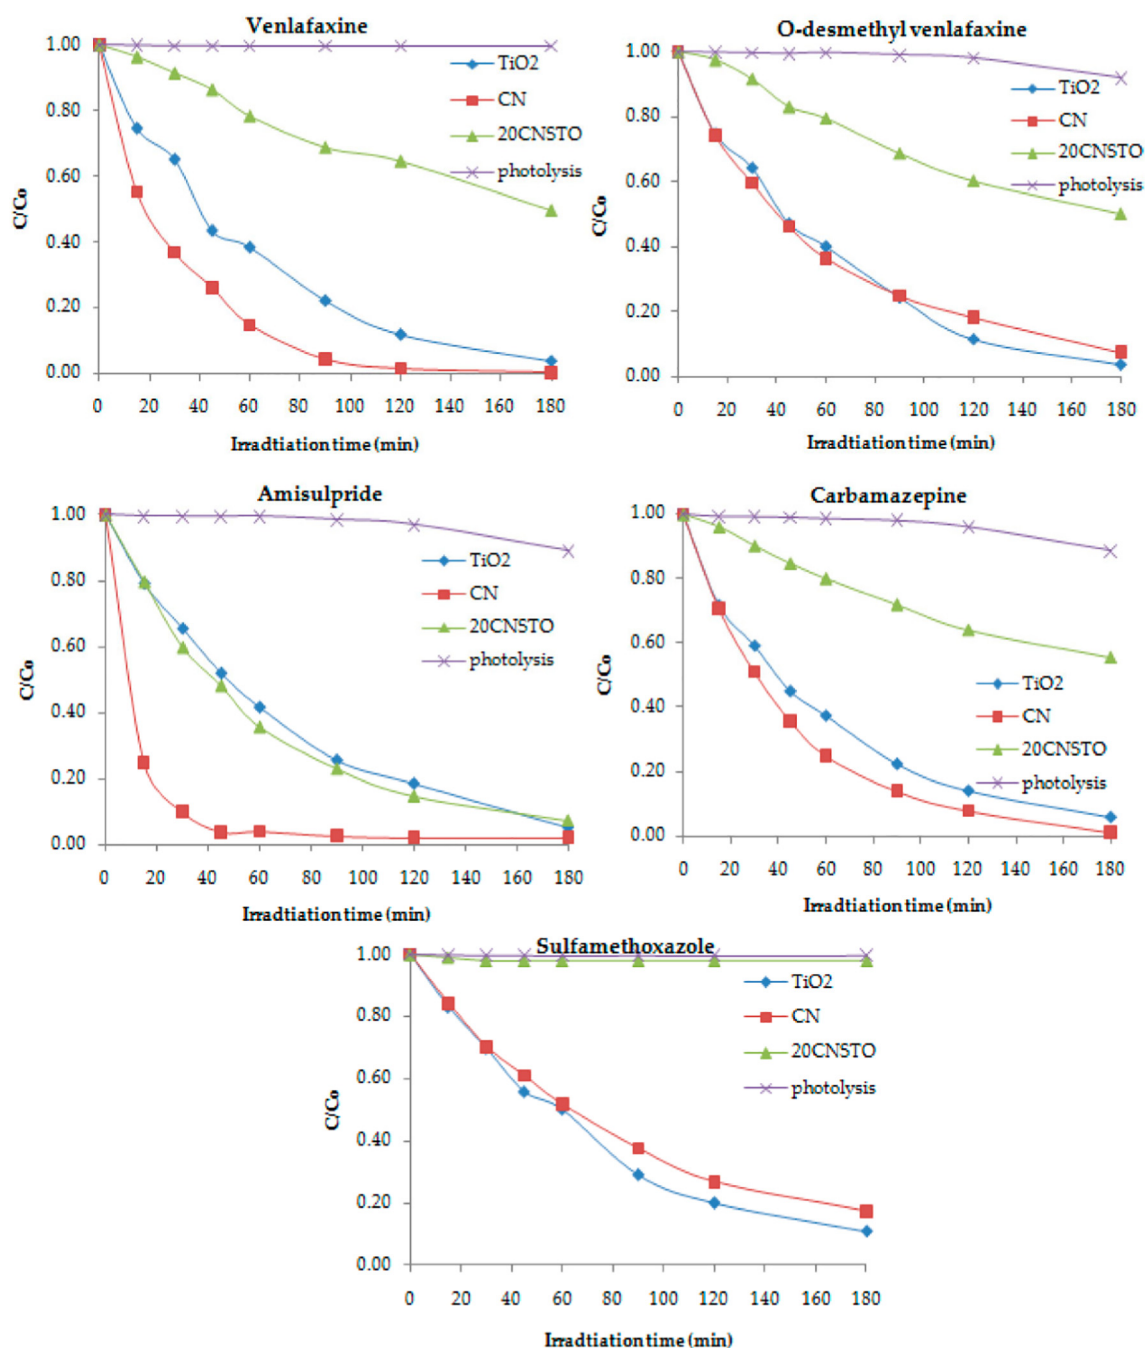 Venlafaxine
1.00
0.80
0.60
0.40
0.20
0.00
C/Co
TiO2
CN
20CNSTO
photolysis
0 20 40 60 80 100 120 140 160 180
Irradtiation time (min)
O-desmethyl venlafaxine
1.00
0.80
0.60
0.40
0.20
0.00
C/Co
TiO2
CN
20CNSTO
photolysis
0 20 40 60 80 100 120 140 160 180
Irradtiation time (min)
Amisulpride
1.00
0.80
0.60
0.40
0.20
0.00
C/Co
TiO2
CN
20CNSTO
photolysis
0 20 40 60 80 100 120 140 160 180
Irradtiation time (min)
Carbamazepine
1.00
0.80
0.60
0.40
0.20
0.00
C/Co
TiO2
CN
20CNSTO
photolysis
0 20 40 60 80 100 120 140 160 180
Irradtiation time (min)
Sulfamethoxazole
1.00
0.80
0.60
0.40
0.20
0.00
C/Co
TiO2
CN
20CNSTO
photolysis
0 20 40 60 80 100 120 140 160 180
Irradtiation time (min)